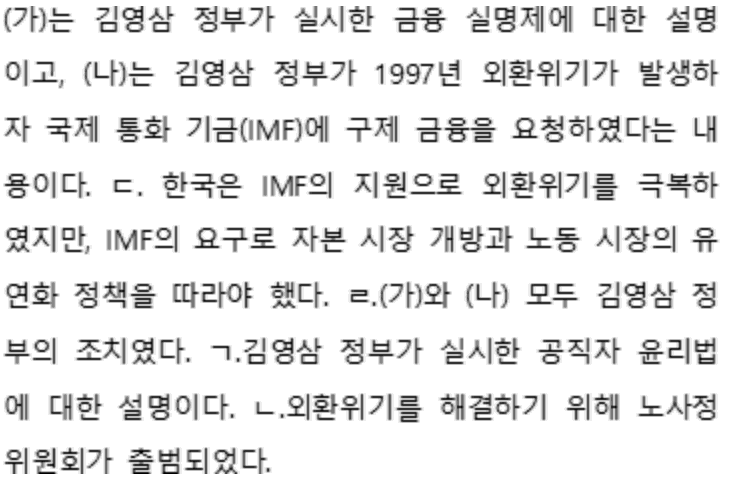 (가)는 김영삼 정부가 실시한 금융 실명제에 대한 설명
이고, (나)는 김영삼 정부가 1997년 외환위기가 발생하
자 국제 통화 기금(IMF)에 구제 금융을 요청하였다는 내
용이다. ㄷ. 한국은 IMF의 지원으로 외환위기를 극복하
였지만, IMF의 요구로 자본 시장 개방과 노동 시장의 유
연화 정책을 따라야 했다. ㄹ.(가)와 (나) 모두 김영삼 정
부의 조치였다. ㄱ.김영삼 정부가 실시한 공직자 윤리법
에 대한 설명이다. ㄴ.외환위기를 해결하기 위해 노사정
위원회가 출범되었다.